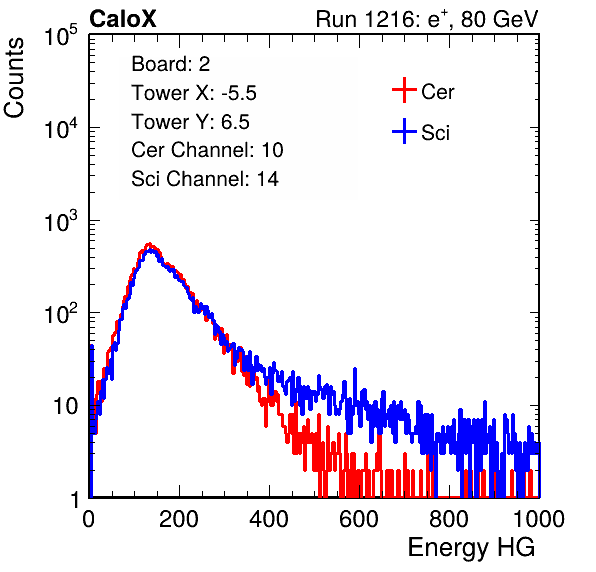 CaloX Run 1216: e⁺, 80 GeV
Counts
10⁵
10⁴
10³
10²
10
1
Board: 2
Tower X: -5.5
Tower Y: 6.5
Cer Channel: 10
Sci Channel: 14
Cer
Sci
0 200 400 600 800 1000
Energy HG